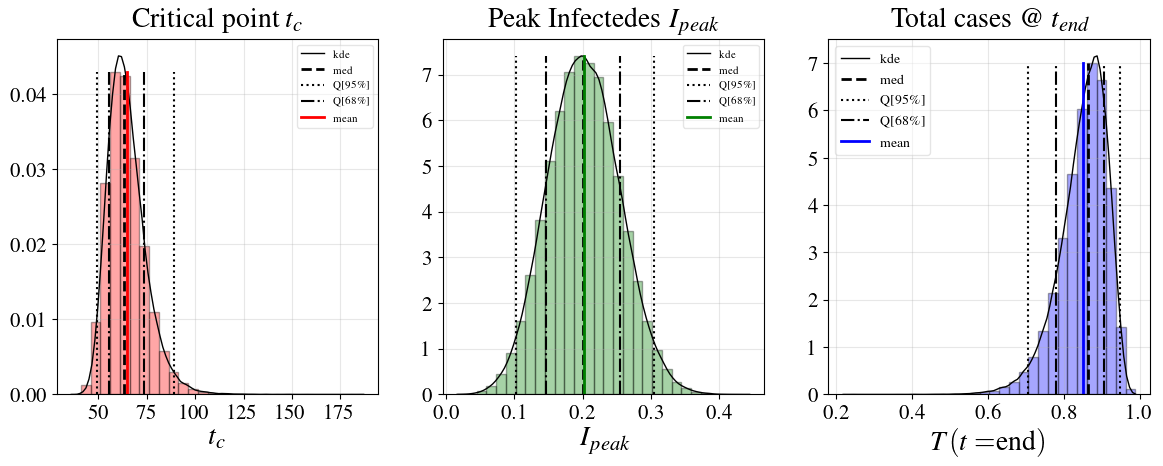 Critical point t_c
kde
med
Q[95%]
Q[68%]
mean
0.04
0.03
0.02
0.01
0.00
50 75 100 125 150 175
t_c
Peak Infectedes I_peak
kde
med
Q[95%]
Q[68%]
mean
7
6
5
4
3
2
1
0
0.0 0.1 0.2 0.3 0.4
I_peak
Total cases @ t_end
kde
med
Q[95%]
Q[68%]
mean
7
6
5
4
3
2
1
0
0.2 0.4 0.6 0.8 1.0
T(t =end)